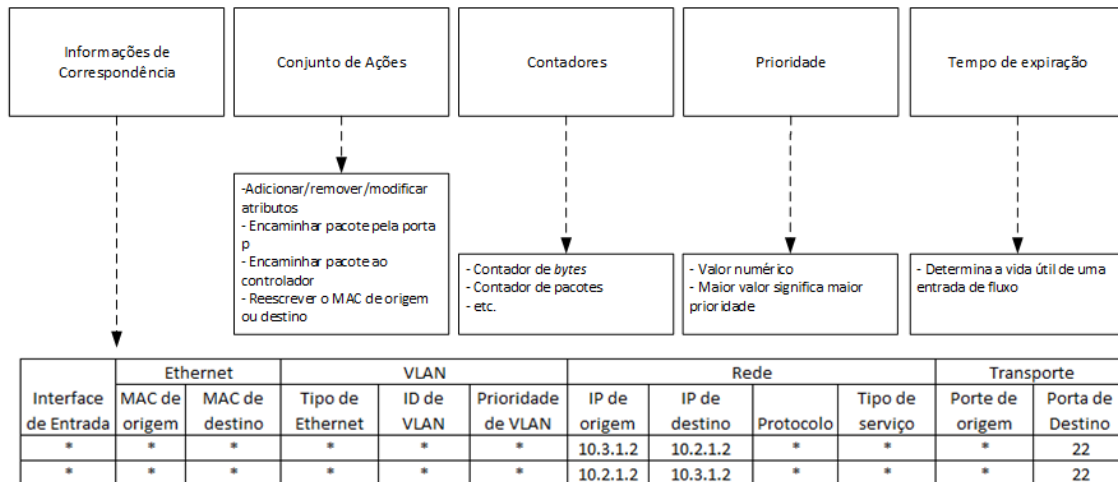 Informações de
Correspondência
Conjunto de Ações
Contadores
Prioridade
Tempo de expiração
-Adicionar/remover/modificar
atributos
- Encaminhar pacote pela porta
p
- Encaminhar pacote ao
controlador
- Reescrever o MAC de origem
ou destino
- Contador de bytes
- Contador de pacotes
- etc.
- Valor numérico
- Maior valor significa maior
prioridade
- Determina a vida útil de uma
entrada de fluxo
Ethernet VLAN Rede Transporte
Interface MAC de MAC de Tipo de ID de Prioridade IP de IP de Tipo de Porte de Porta de
de Entrada origem destino Ethernet VLAN de VLAN origem destino Protocolo serviço origem Destino
* * * * * * 10.3.1.2 10.2.1.2 * * * 22
* * * * * * 10.2.1.2 10.3.1.2 * * * 22